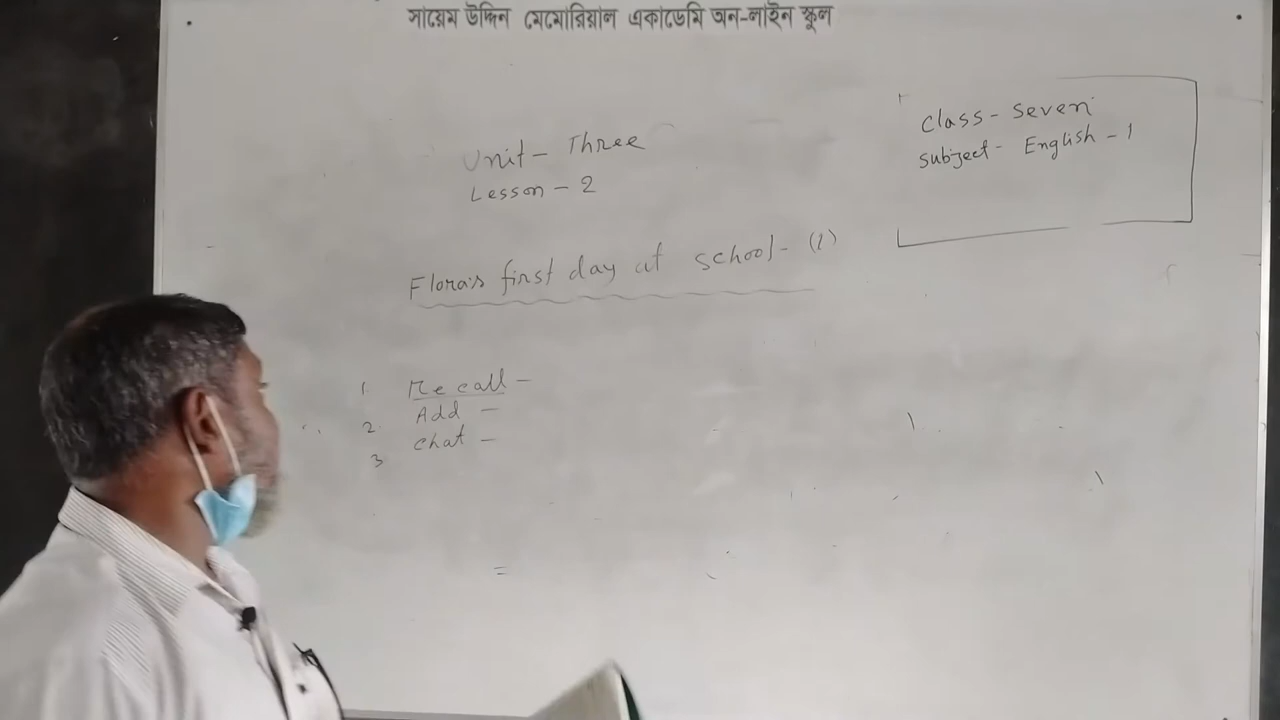 সায়েম উদ্দিন মেমোরিয়াল একাডেমি অন-লাইন স্কুল
Class - Seven
Subject - English - 1
Unit - Three
Lesson - 2
Flora's first day at school - (1)
1 Recall -
2. Add -
3 Chat -